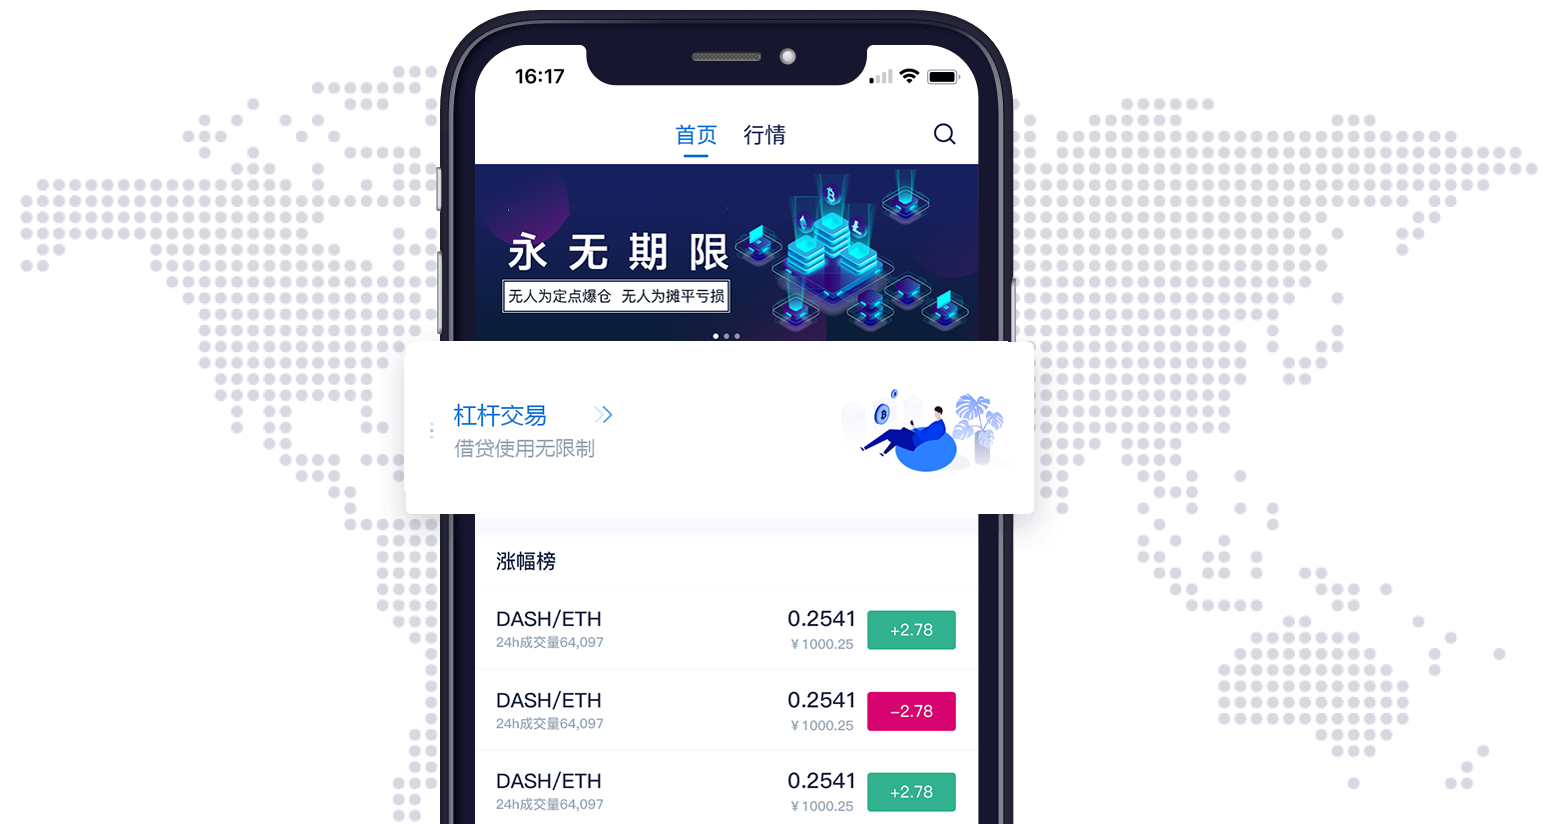 16:17
首页 行情
永无期限
无人为定点爆仓 无人为摊平亏损
杠杆交易
借贷使用无限制
涨幅榜
DASH/ETH 0.2541 +2.78
24h成交量64,097 ¥1000.25
DASH/ETH 0.2541 -2.78
24h成交量64,097 ¥1000.25
DASH/ETH 0.2541 +2.78
24h成交量64,097 ¥1000.25